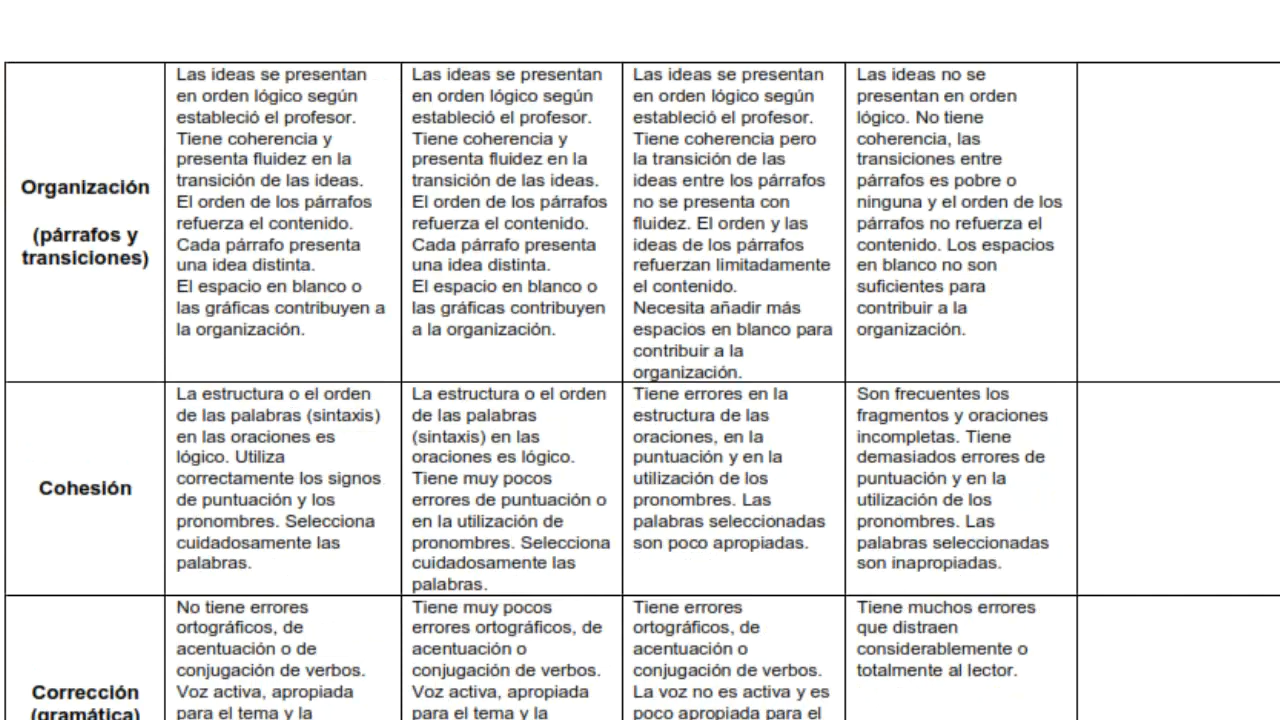 Organización
(párrafos y
transiciones)
Las ideas se presentan
en orden lógico según
estableció el profesor.
Tiene coherencia y
presenta fluidez en la
transición de las ideas.
El orden de los párrafos
refuerza el contenido.
Cada párrafo presenta
una idea distinta.
El espacio en blanco o
las gráficas contribuyen a
la organización.
Las ideas se presentan
en orden lógico según
estableció el profesor.
Tiene coherencia y
presenta fluidez en la
transición de las ideas.
El orden de los párrafos
refuerza el contenido.
Cada párrafo presenta
una idea distinta.
El espacio en blanco o
las gráficas contribuyen
a la organización.
Las ideas se presentan
en orden lógico según
estableció el profesor.
Tiene coherencia pero
la transición de las
ideas entre los párrafos
no se presenta con
fluidez. El orden y las
ideas de los párrafos
refuerzan limitadamente
el contenido.
Necesita añadir más
espacios en blanco para
contribuir a la
organización.
Las ideas no se
presentan en orden
lógico. No tiene
coherencia, las
transiciones entre
párrafos es pobre o
ninguna y el orden de los
párrafos no refuerza el
contenido. Los espacios
en blanco no son
suficientes para
contribuir a la
organización.
Cohesión
La estructura o el orden
de las palabras (sintaxis)
en las oraciones es
lógico. Utiliza
correctamente los signos
de puntuación y los
pronombres. Selecciona
cuidadosamente las
palabras.
La estructura o el orden
de las palabras
(sintaxis) en las
oraciones es lógico.
Tiene muy pocos
errores de puntuación o
en la utilización de
pronombres. Selecciona
cuidadosamente las
palabras.
Tiene errores en la
estructura de las
oraciones, en la
puntuación y en la
utilización de los
pronombres. Las
palabras seleccionadas
son poco apropiadas.
Son frecuentes los
fragmentos y oraciones
incompletas. Tiene
demasiados errores de
puntuación y en la
utilización de los
pronombres. Las
palabras seleccionadas
son inapropiadas.
Corrección
(gramática)
No tiene errores
ortográficos, de
acentuación o de
conjugación de verbos.
Voz activa, apropiada
para el tema y la
Tiene muy pocos
errores ortográficos, de
acentuación o
conjugación de verbos.
Voz activa, apropiada
para el tema y la
Tiene errores
ortográficos, de
acentuación o
conjugación de verbos.
La voz no es activa y es
poco apropiada para el
Tiene muchos errores
que distraen
considerablemente o
totalmente al lector.